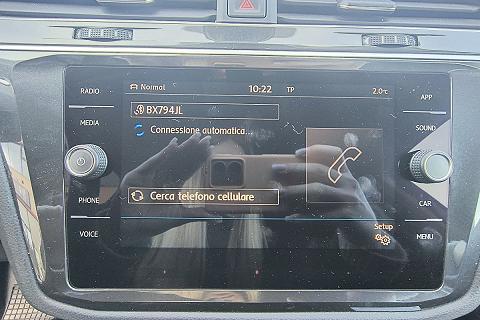 RADIO
MEDIA
PHONE
VOICE
Normal 10:22 TP 2.0°C
BX794JL
Connessione automatica...
Cerca telefono cellulare
Setup
APP
SOUND
CAR
MENU